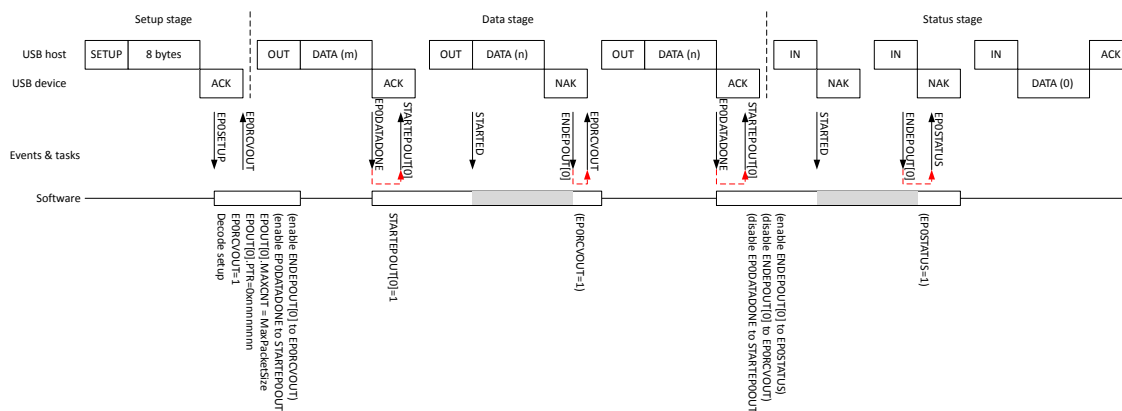 Setup stage
Data stage
Status stage
USB host
SETUP
8 bytes
OUT
DATA (m)
OUT
DATA (n)
OUT
DATA (n)
IN
IN
IN
ACK
USB device
ACK
ACK
NAK
ACK
NAK
NAK
DATA (0)
Events & tasks
EP0SETUP
EP0RCVOUT
EP0DATADONE
STARTEPOUT[0]
STARTED
ENDEPOUT[0]
EP0RCVOUT
EP0DATADONE
STARTEPOUT[0]
STARTED
ENDEPOUT[0]
EP0STATUS
Software
(enable ENDEPOUT[0] to EP0RCVOUT)
(enable EP0DATADONE to STARTEP0OUT
EPOUT[0].MAXCNT = MaxPacketSize
EPOUT[0].PTR=0xnnnnnnnn
EP0RCVOUT=1
Decode setup
STARTEPOUT[0]=1
(EP0RCVOUT=1)
(enable ENDEPOUT[0] to EP0STATUS)
(disable ENDEPOUT[0] to EP0RCVOUT)
(disable EP0DATADONE to STARTEP0OUT)
(EP0STATUS=1)